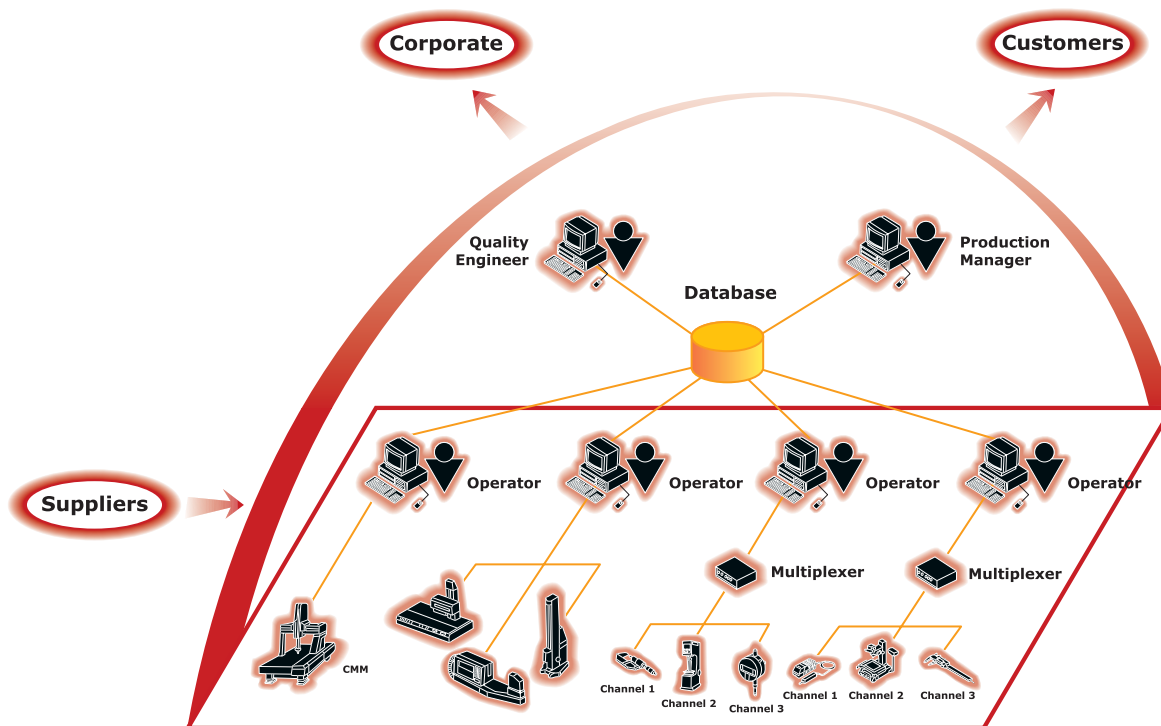 Corporate
Customers
Quality
Engineer
Production
Manager
Database
Suppliers
Operator
Operator
Operator
Operator
Multiplexer
Multiplexer
CMM
Channel 1
Channel 2
Channel 3
Channel 1
Channel 2
Channel 3